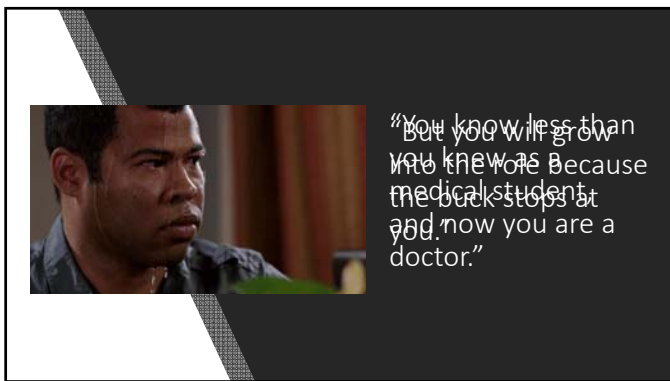 “You know less than
you knew as a
medical student,
and now you are a
doctor.”
“But you will grow
into the role because
the buck stops at
you.”